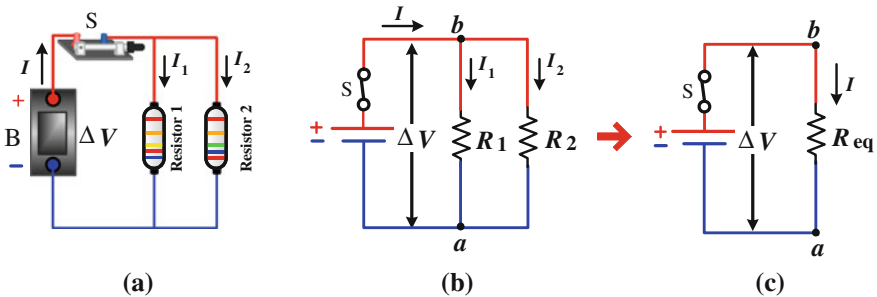 S
I
I1
I2
+
B
ΔV
−
Resistor 1
Resistor 2
(a)
I
b
I1
I2
S
+
−
ΔV
R1
R2
a
(b)
b
I
S
+
−
ΔV
Req
a
(c)